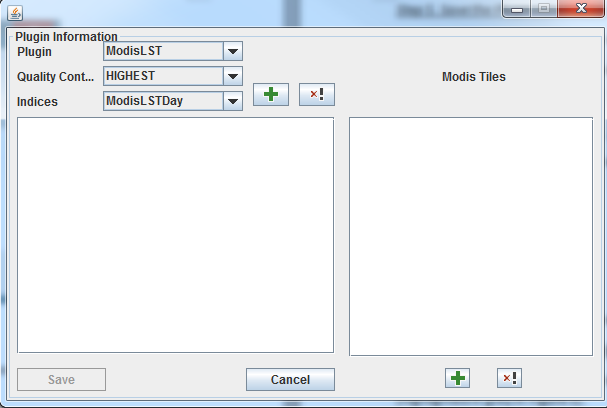 Plugin Information
Plugin ModisLST
Quality Cont... HIGHEST
Modis Tiles
Indices ModisLSTDay
Save Cancel